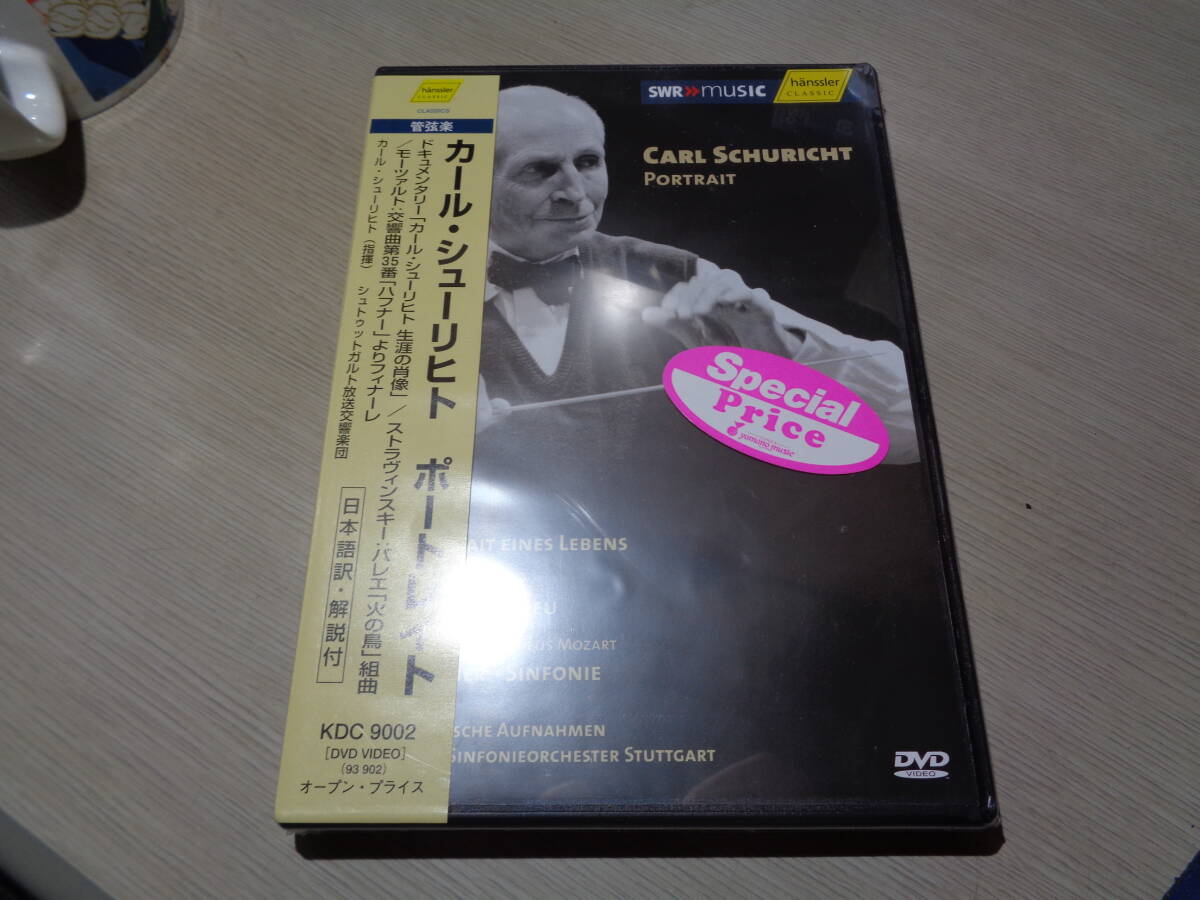 hänssler
CLASSIC
CLASSICS
管弦楽
カール・シューリヒト ポートレイト
ドキュメンタリー「カール・シューリヒト 生涯の肖像」/ストラヴィンスキー:バレエ「火の鳥」組曲
/モーツァルト:交響曲第35番「ハフナー」よりフィナーレ
カール・シューリヒト(指揮) シュトゥットガルト放送交響楽団
日本語訳・解説付
KDC 9002
[DVD VIDEO]
(93 902)
オープン・プライス
SWR>>music
hänssler
CLASSIC
CARL SCHURICHT
PORTRAIT
Special
Price
yamano music
AIT EINES LEBENS
EU
EUS MOZART
SINFONIE
SCHE AUFNAHMEN
SINFONIEORCHESTER STUTTGART
DVD
VIDEO